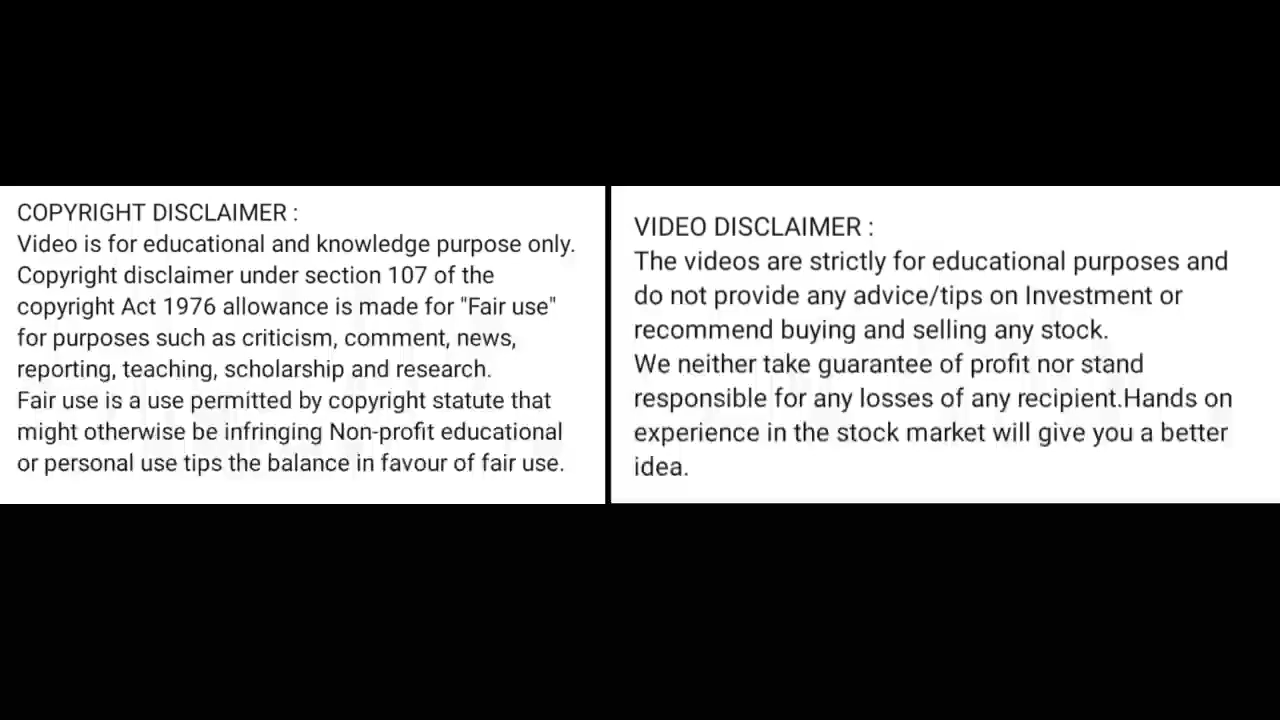 COPYRIGHT DISCLAIMER :
Video is for educational and knowledge purpose only.
Copyright disclaimer under section 107 of the
copyright Act 1976 allowance is made for "Fair use"
for purposes such as criticism, comment, news,
reporting, teaching, scholarship and research.
Fair use is a use permitted by copyright statute that
might otherwise be infringing Non-profit educational
or personal use tips the balance in favour of fair use.
VIDEO DISCLAIMER :
The videos are strictly for educational purposes and
do not provide any advice/tips on Investment or
recommend buying and selling any stock.
We neither take guarantee of profit nor stand
responsible for any losses of any recipient.Hands on
experience in the stock market will give you a better
idea.